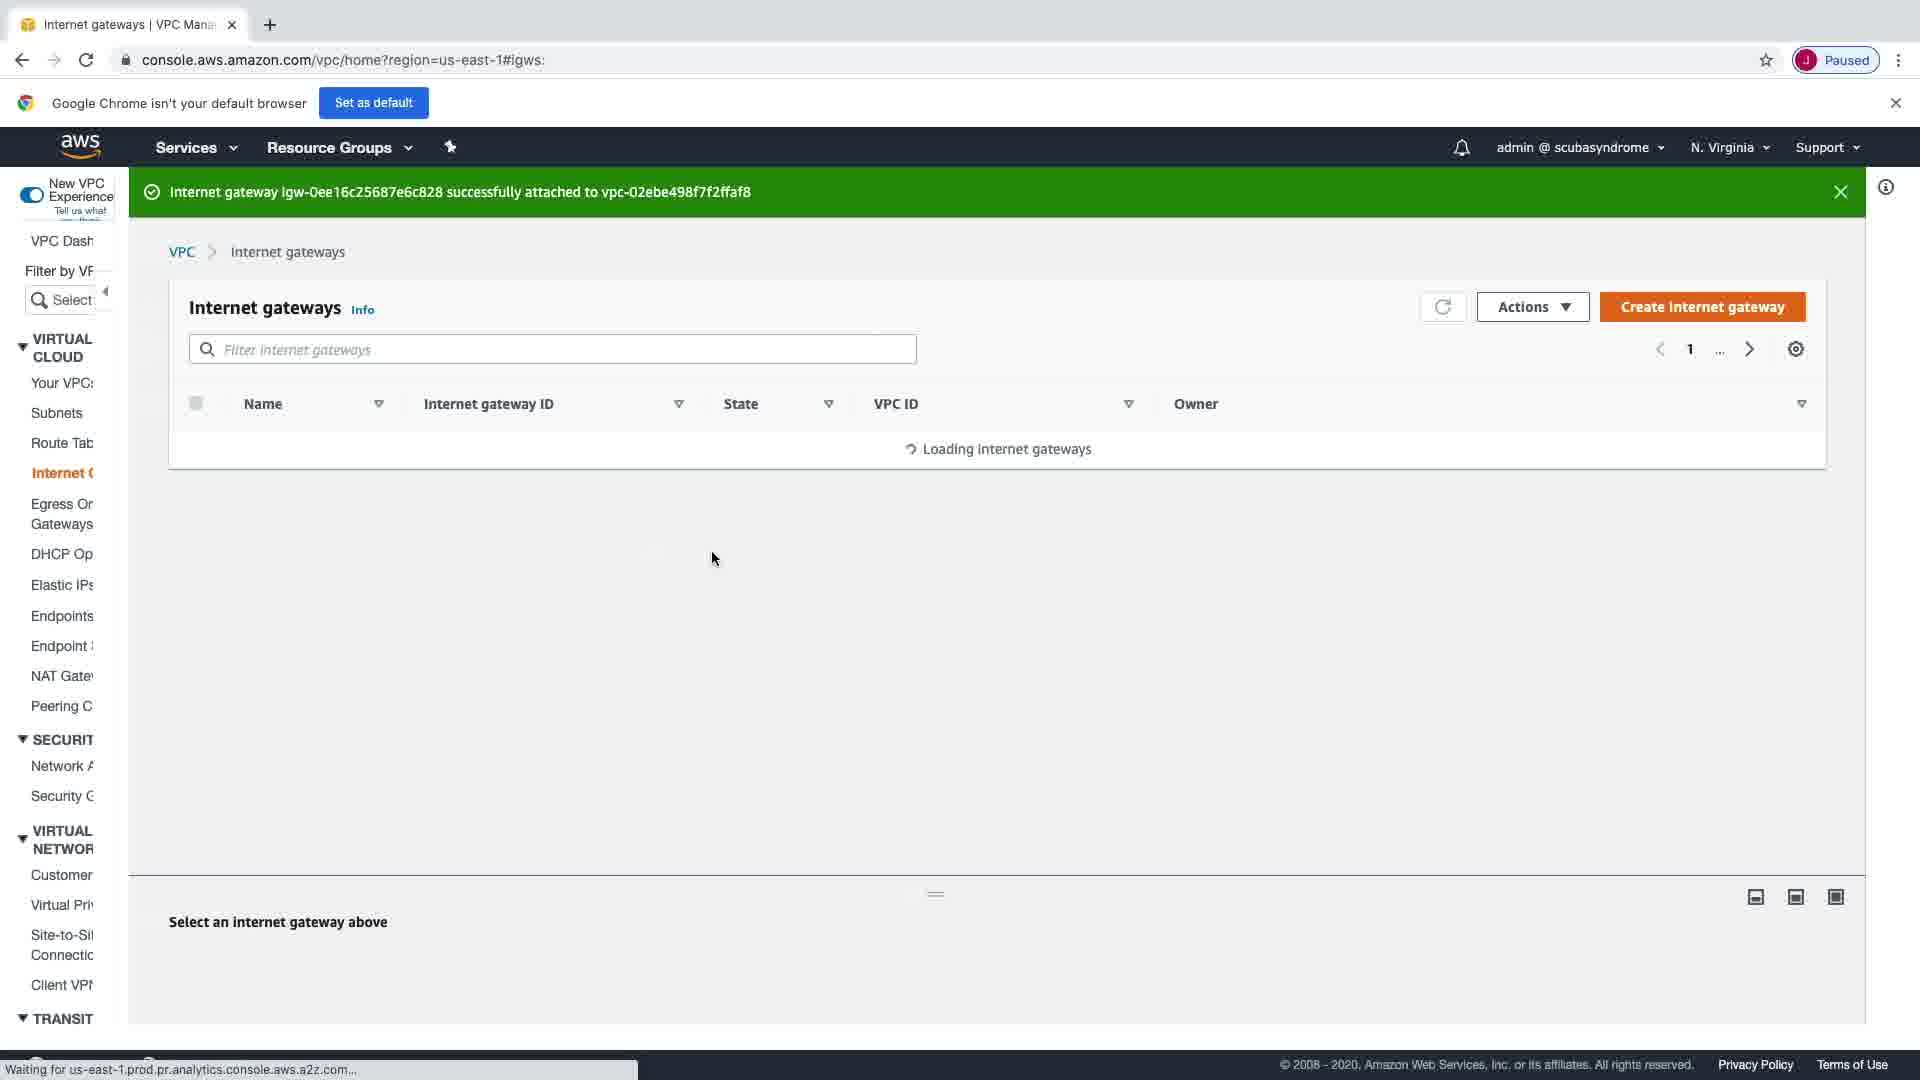 Internet gateways | VPC Mana
console.aws.amazon.com/vpc/home?region=us-east-1#igws:
J Paused
Google Chrome isn't your default browser
Set as default
aws
Services
Resource Groups
admin @ scubasyndrome
N. Virginia
Support
New VPC
Experience
Tell us what
Internet gateway igw-0ee16c25687e6c828 successfully attached to vpc-02ebe498f7f2ffaf8
VPC Dash
Filter by VF
Select
VIRTUAL
CLOUD
Your VPCs
Subnets
Route Tab
Internet G
Egress On
Gateways
DHCP Op
Elastic IPs
Endpoints
Endpoint S
NAT Gatev
Peering C
SECURIT
Network A
Security G
VIRTUAL
NETWOR
Customer
Virtual Priv
Site-to-Sit
Connectic
Client VPN
TRANSIT
VPC
Internet gateways
Internet gateways Info
Actions
Create internet gateway
Filter internet gateways
1 ...
Name
Internet gateway ID
State
VPC ID
Owner
Loading internet gateways
Select an internet gateway above
Waiting for us-east-1.prod.pr.analytics.console.aws.a2z.com...
© 2008 - 2020, Amazon Web Services, Inc. or its affiliates. All rights reserved.
Privacy Policy
Terms of Use